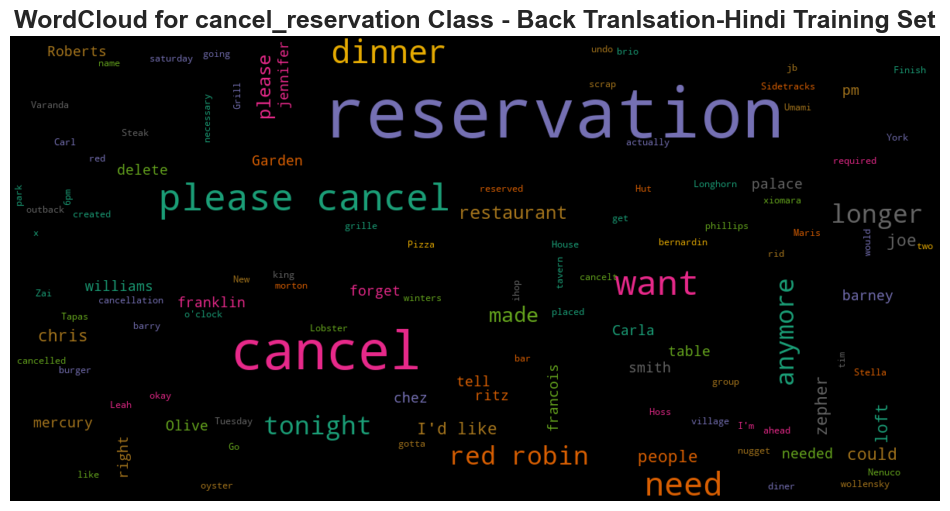 WordCloud for cancel_reservation Class - Back Tranlsation-Hindi Training Set
Roberts
name
saturday
going
please
jennifer
dinner
undo
brio
jb
Finish
Varanda
necessary
Grill
scrap
Sidetracks
pm
Umami
reservation
Carl
Steak
actually
York
red
delete
Garden
required
park
6pm
please cancel
reserved
Hut
Longhorn
palace
xiomara
outback
created
restaurant
get
longer
x
grille
phillips
Maris
would
joe
two
Pizza
House
bernardin
rid
Zai
williams
New
king
morton
forget
winters
ihop
tavern
cancels
want
anymore
barney
cancellation
franklin
o'clock
placed
Tapas
barry
Lobster
made
Carla
chris
cancel
table
cancelled
burger
bar
smith
tim
Stella
Leah
okay
chez
tell
ritz
francois
group
zepher
loft
mercury
Olive
Tuesday
tonight
I'd like
Hoss
village
I'm
ahead
right
Go
gotta
red robin
people
nugget
needed
could
like
oyster
need
diner
Nenuco
wollensky